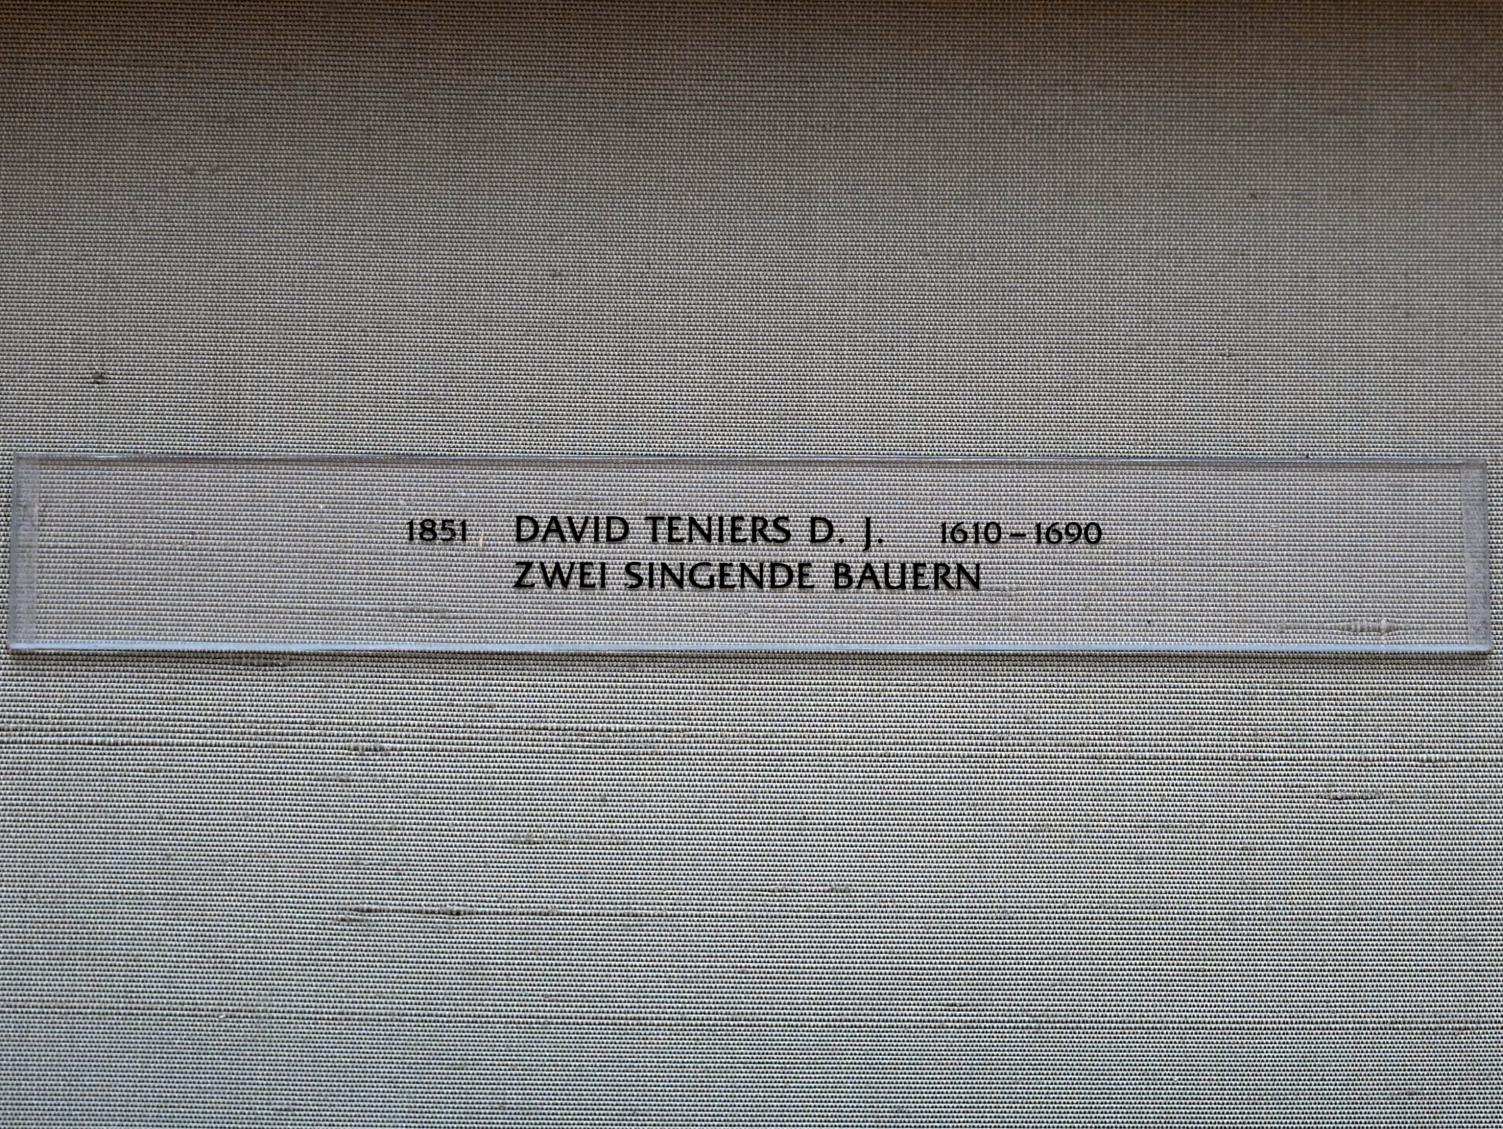 1851 DAVID TENIERS D. J. 1610 – 1690
ZWEI SINGENDE BAUERN